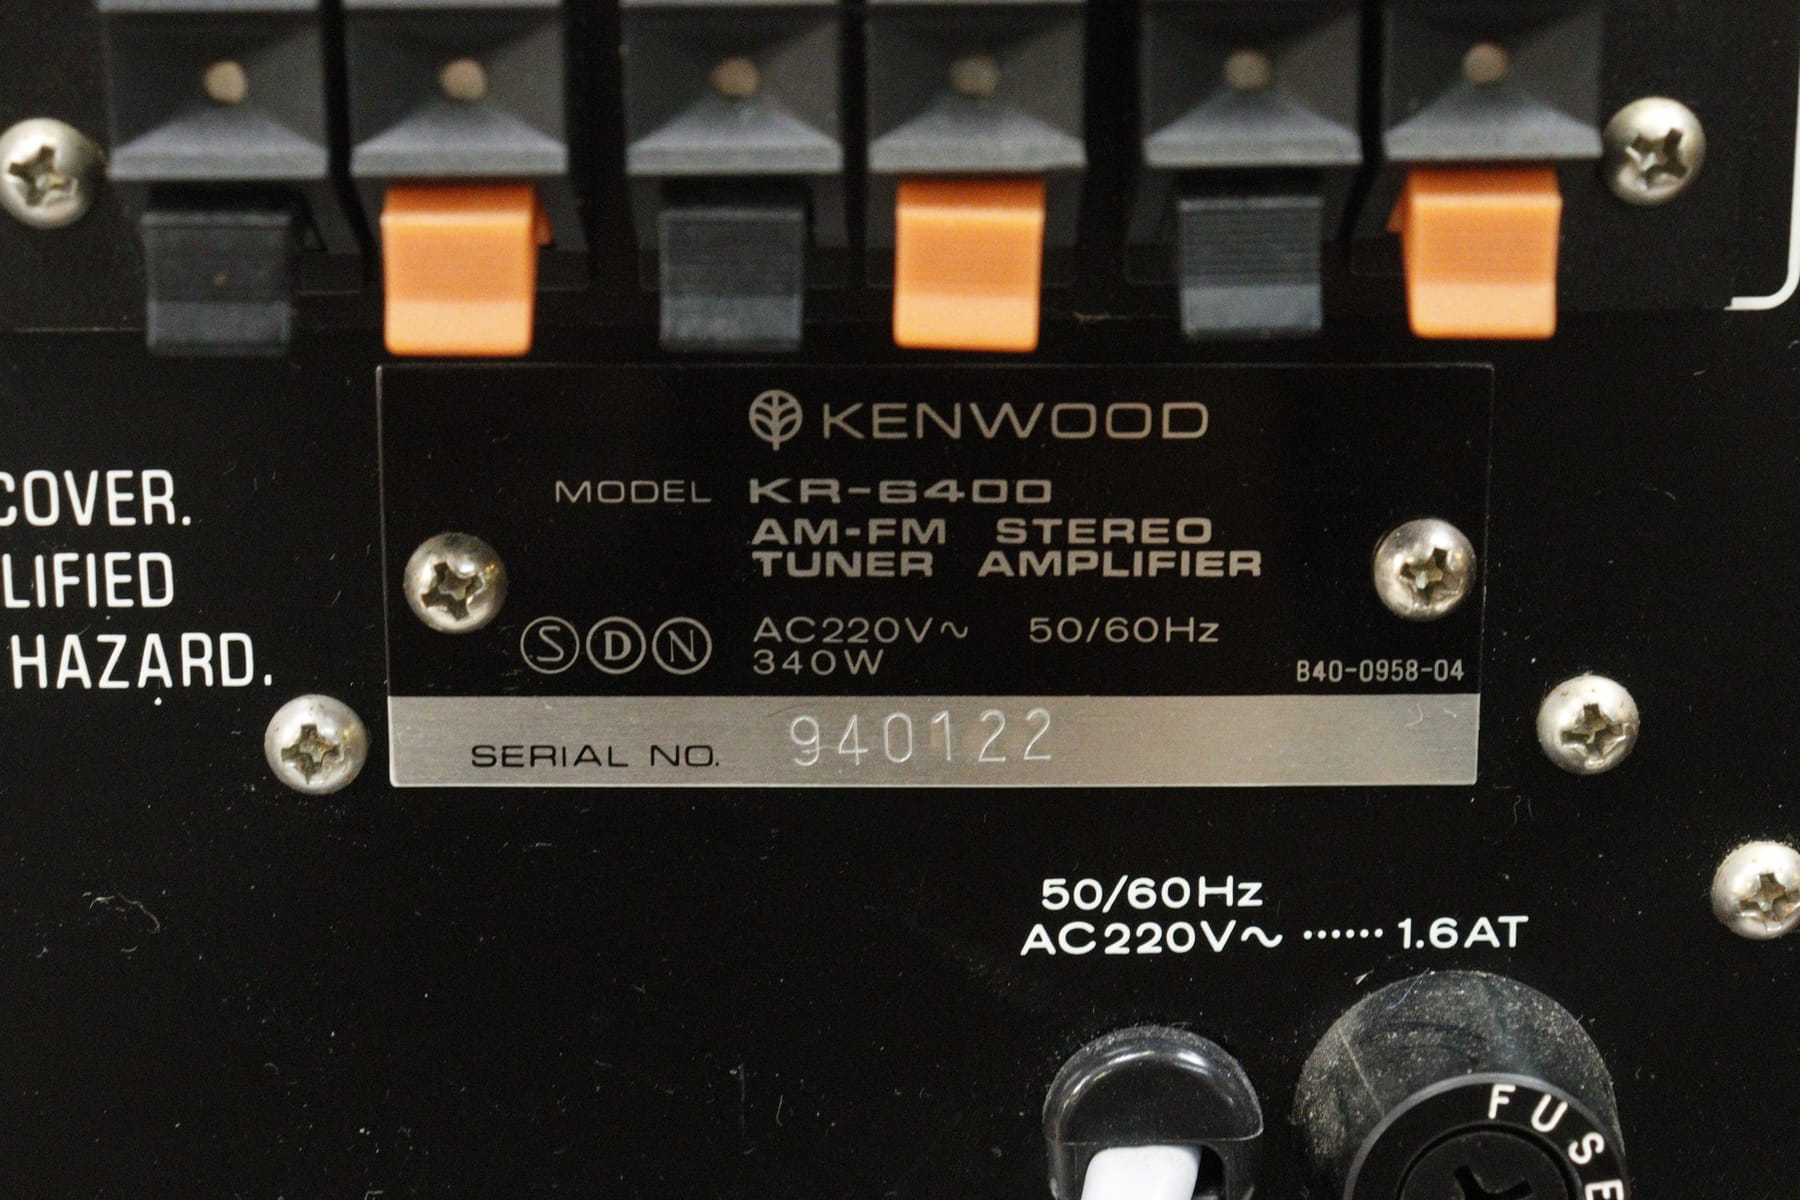 KENWOOD
MODEL KR-6400
AM-FM STEREO
TUNER AMPLIFIER
S D N AC220V~ 50/60Hz
340W
B40-0958-04
SERIAL NO. 940122
COVER.
LIFIED
HAZARD.
50/60Hz
AC220V~ ······ 1.6AT
FUSE